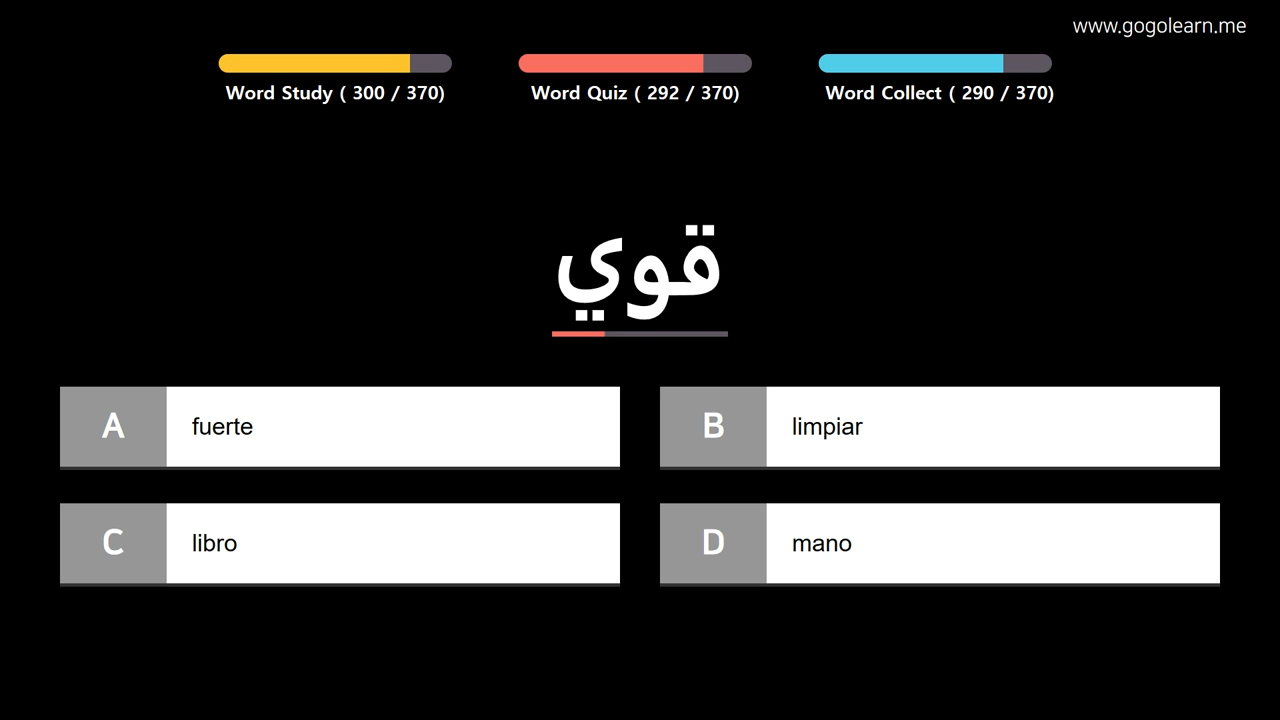 www.gogolearn.me
Word Study ( 300 / 370)
Word Quiz ( 292 / 370)
Word Collect ( 290 / 370)
قوي
A fuerte
B limpiar
C libro
D mano